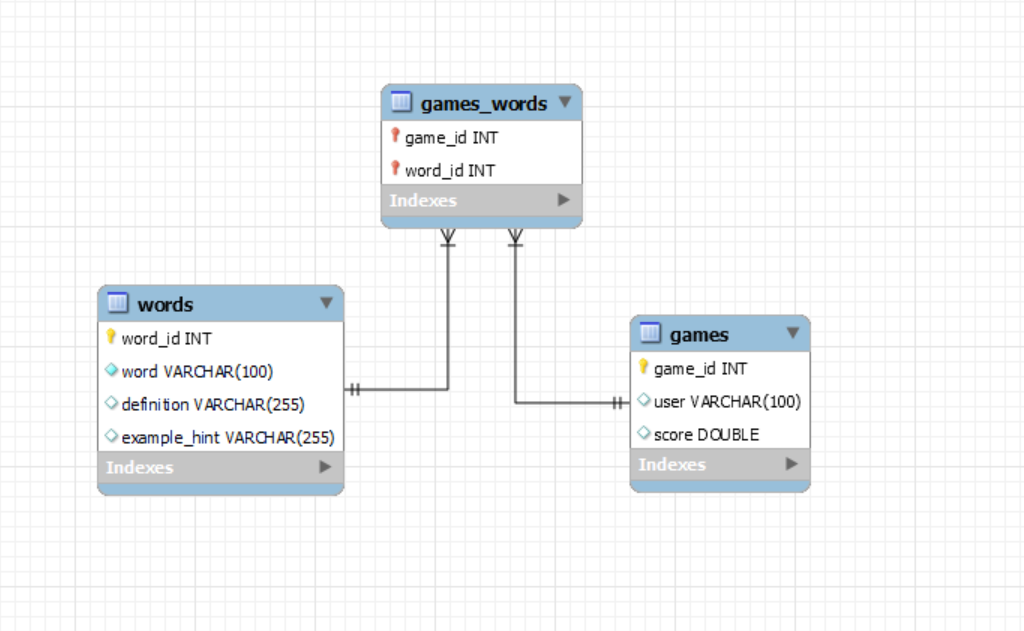 games_words
game_id INT
word_id INT
Indexes
words
word_id INT
word VARCHAR(100)
definition VARCHAR(255)
example_hint VARCHAR(255)
Indexes
games
game_id INT
user VARCHAR(100)
score DOUBLE
Indexes